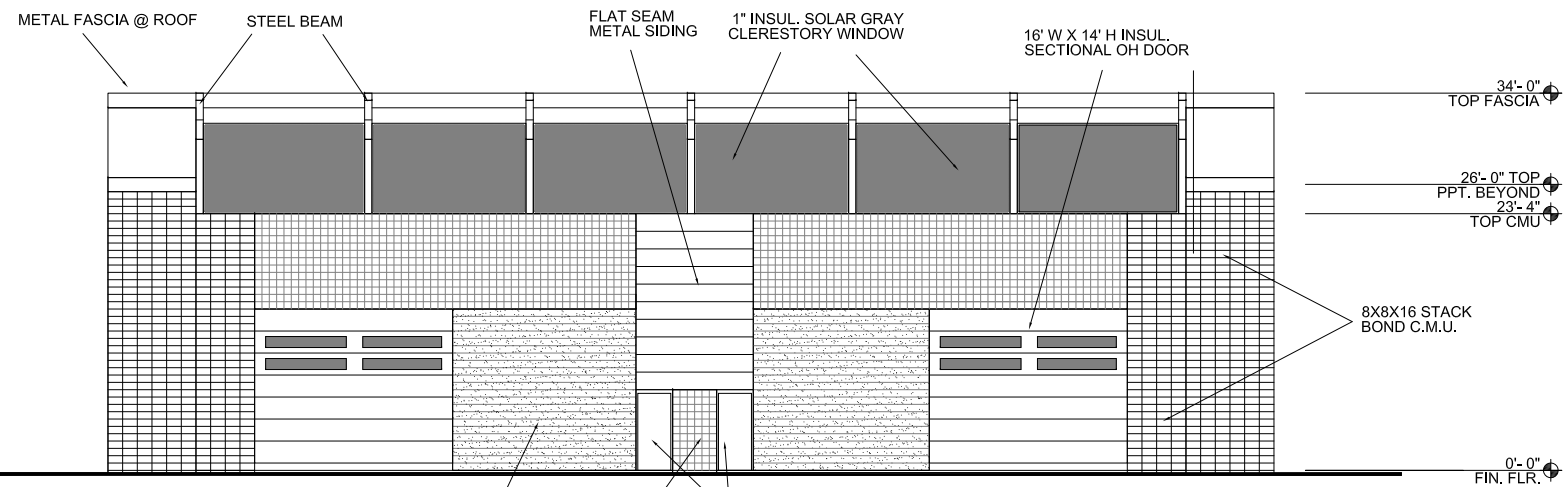 METAL FASCIA @ ROOF
STEEL BEAM
FLAT SEAM
METAL SIDING
1" INSUL. SOLAR GRAY
CLERESTORY WINDOW
16' W X 14' H INSUL.
SECTIONAL OH DOOR
34'- 0"
TOP FASCIA
26'- 0" TOP
PPT. BEYOND
23'- 4"
TOP CMU
8X8X16 STACK
BOND C.M.U.
0'- 0"
FIN. FLR.